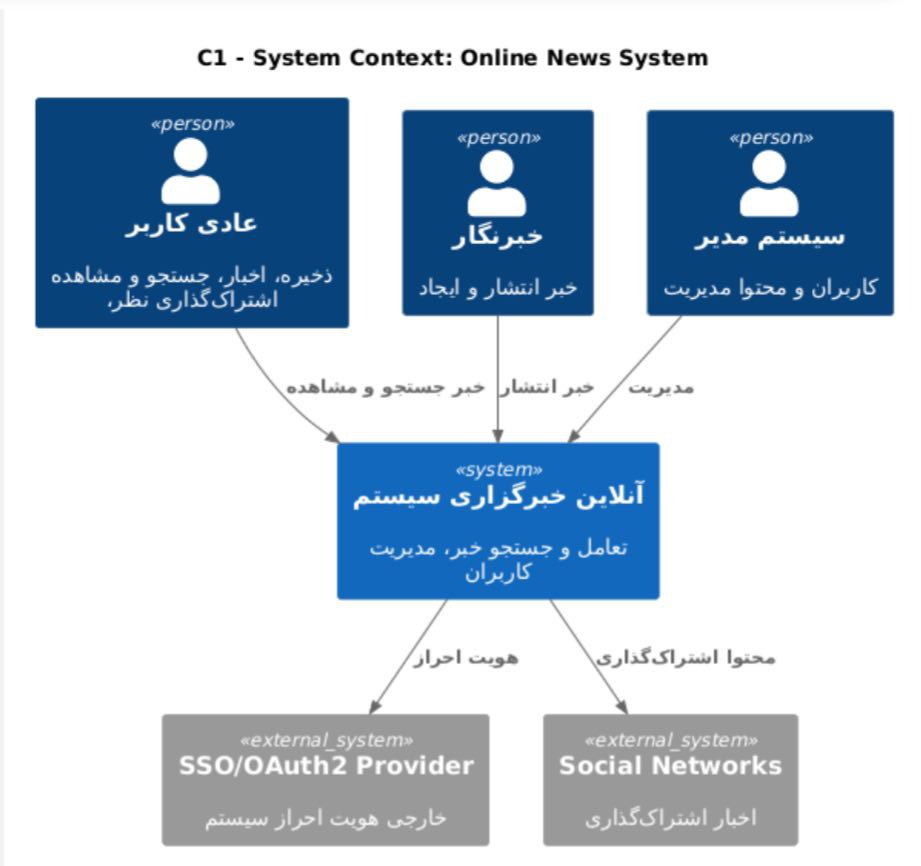 C1 - System Context: Online News System
«person»
عادی کاربر
ذخیره، اخبار، جستجو و مشاهده
اشتراک‌گذاری نظر،
«person»
خبرنگار
خبر انتشار و ایجاد
«person»
سیستم مدیر
کاربران و محتوا مدیریت
خبر جستجو و مشاهده
خبر انتشار
مدیریت
«system»
آنلاین خبرگزاری سیستم
تعامل و جستجو خبر، مدیریت
کاربران
هویت احراز
محتوا اشتراک‌گذاری
«external_system»
SSO/OAuth2 Provider
خارجی هویت احراز سیستم
«external_system»
Social Networks
اخبار اشتراک‌گذاری